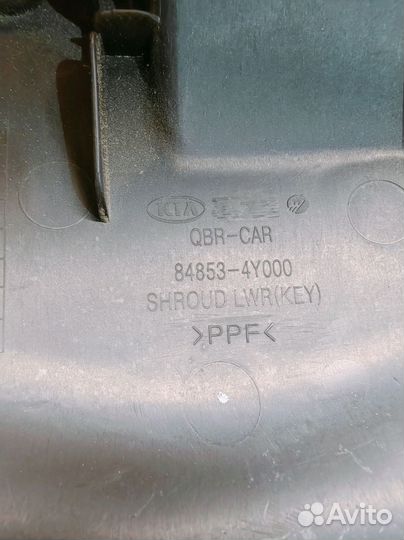 KIA
QBR-CAR
84853-4Y000
SHROUD LWR(KEY)
>PPF<
Avito